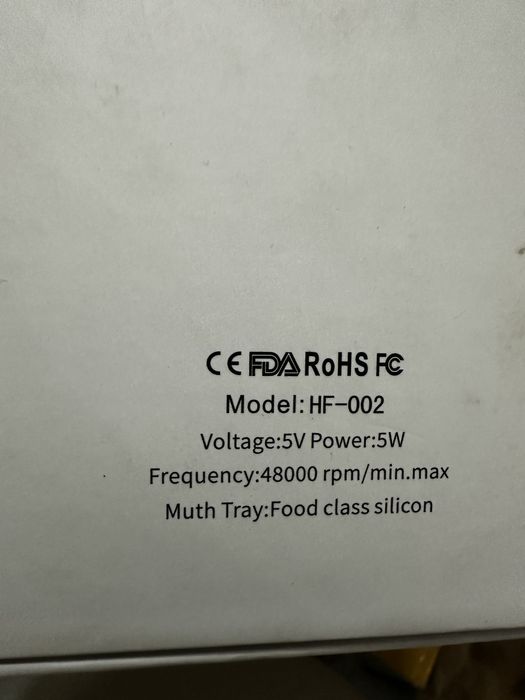 CE FDA RoHS FC
Model: HF-002
Voltage:5V Power:5W
Frequency:48000 rpm/min.max
Muth Tray:Food class silicon